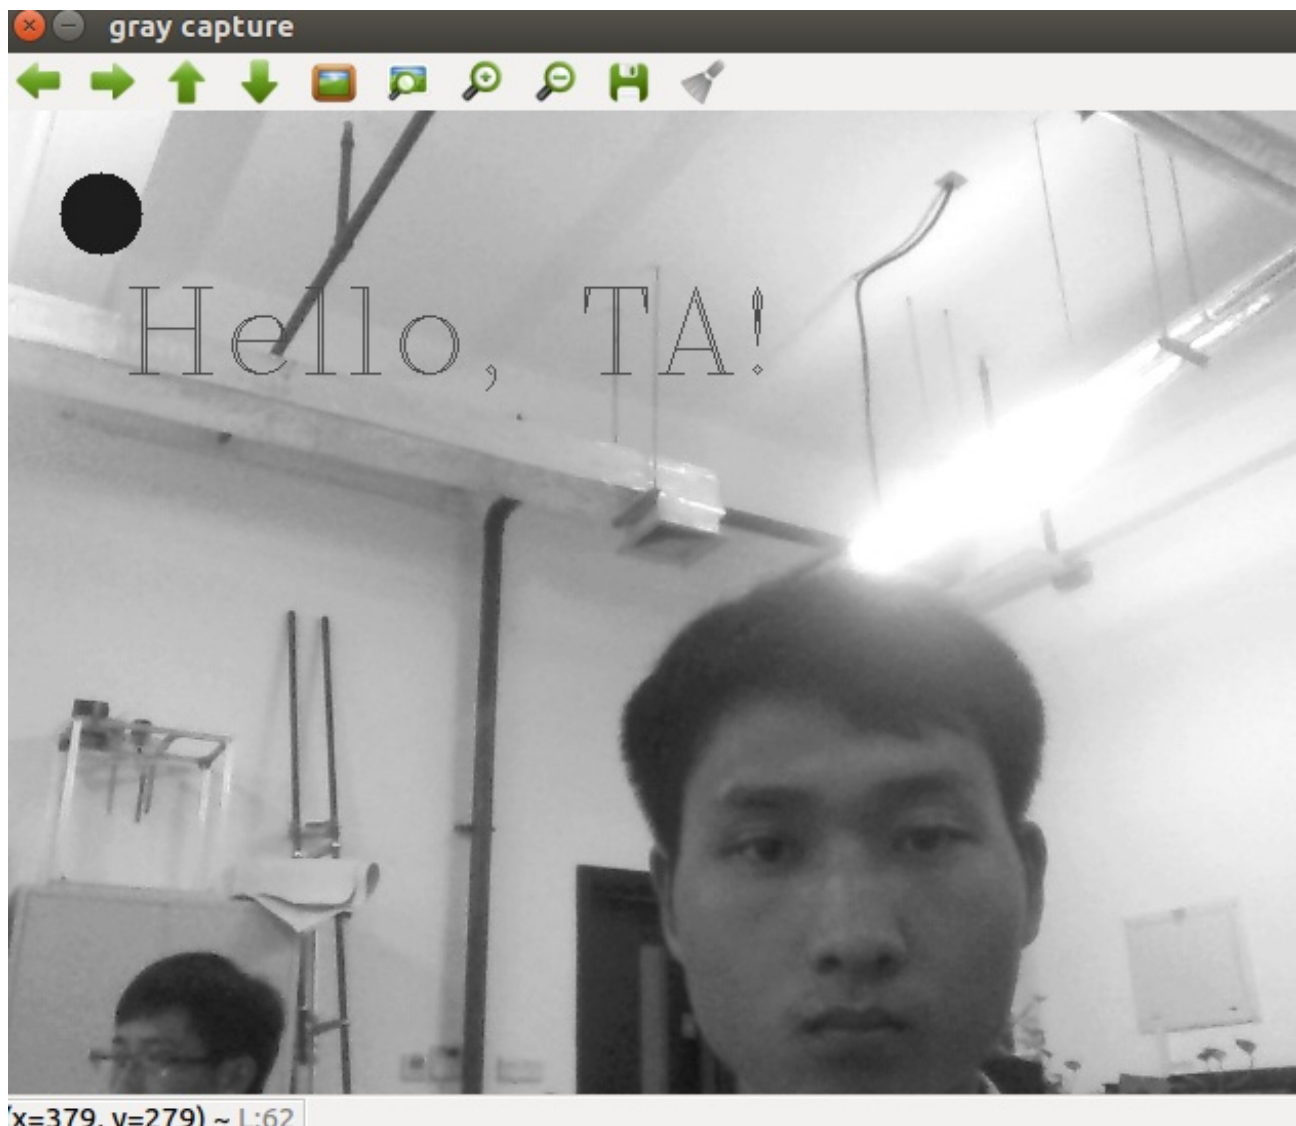 gray capture
Hello, TA!
(x=379, y=279) ~ L:62